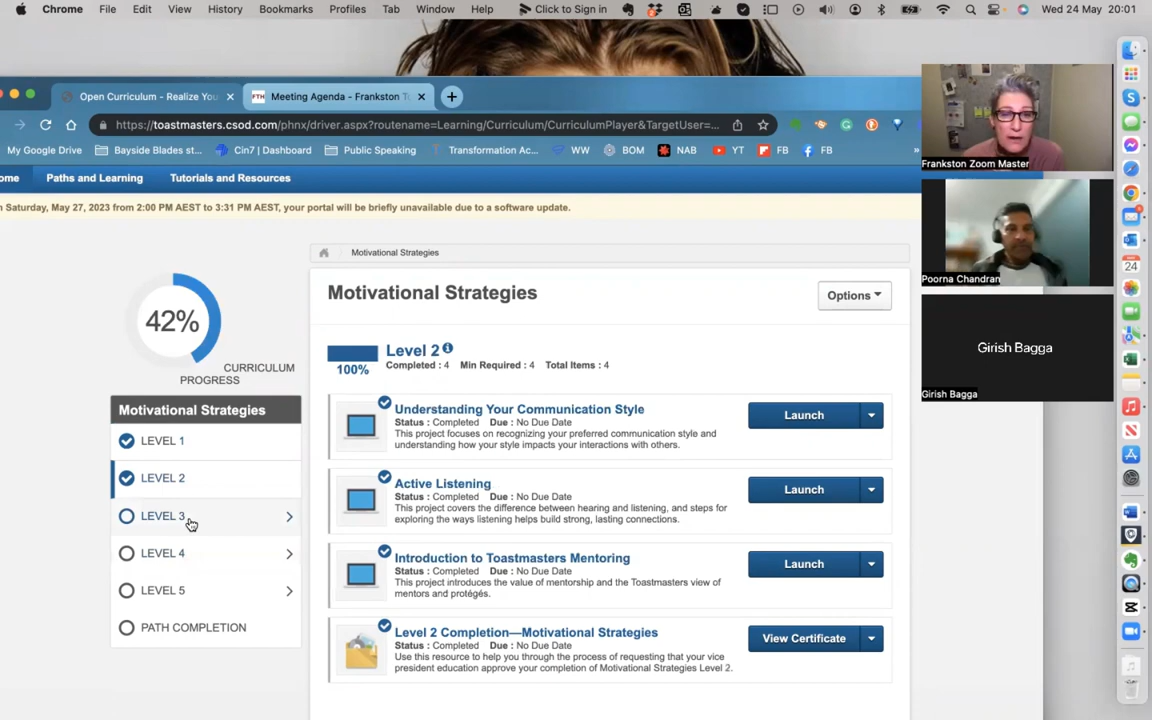 Chrome File Edit View History Bookmarks Profiles Tab Window Help Click to Sign in Wed 24 May 20:01
Open Curriculum - Realize You Meeting Agenda - Frankston To
https://toastmasters.csod.com/phnx/driver.aspx?routename=Learning/Curriculum/CurriculumPlayer&TargetUser=...
My Google Drive Bayside Blades st... Cin7 | Dashboard Public Speaking Transformation Ac... WW BOM NAB YT FB FB »
ome Paths and Learning Tutorials and Resources
n Saturday, May 27, 2023 from 2:00 PM AEST to 3:31 PM AEST, your portal will be briefly unavailable due to a software update.
Motivational Strategies
Motivational Strategies
Options
42%
CURRICULUM
PROGRESS
Motivational Strategies
LEVEL 1
LEVEL 2
LEVEL 3
LEVEL 4
LEVEL 5
PATH COMPLETION
Level 2
100%
Completed : 4 Min Required : 4 Total Items : 4
Understanding Your Communication Style
Status : Completed Due : No Due Date
This project focuses on recognizing your preferred communication style and
understanding how your style impacts your interactions with others.
Launch
Active Listening
Status : Completed Due : No Due Date
This project covers the difference between hearing and listening, and steps for
exploring the ways listening helps build strong, lasting connections.
Launch
Introduction to Toastmasters Mentoring
Status : Completed Due : No Due Date
This project introduces the value of mentorship and the Toastmasters view of
mentors and protégés.
Launch
Level 2 Completion—Motivational Strategies
Status : Completed Due : No Due Date
Use this resource to help you through the process of requesting that your vice
president education approve your completion of Motivational Strategies Level 2.
View Certificate
Frankston Zoom Master
Poorna Chandran
Girish Bagga
Girish Bagga
24